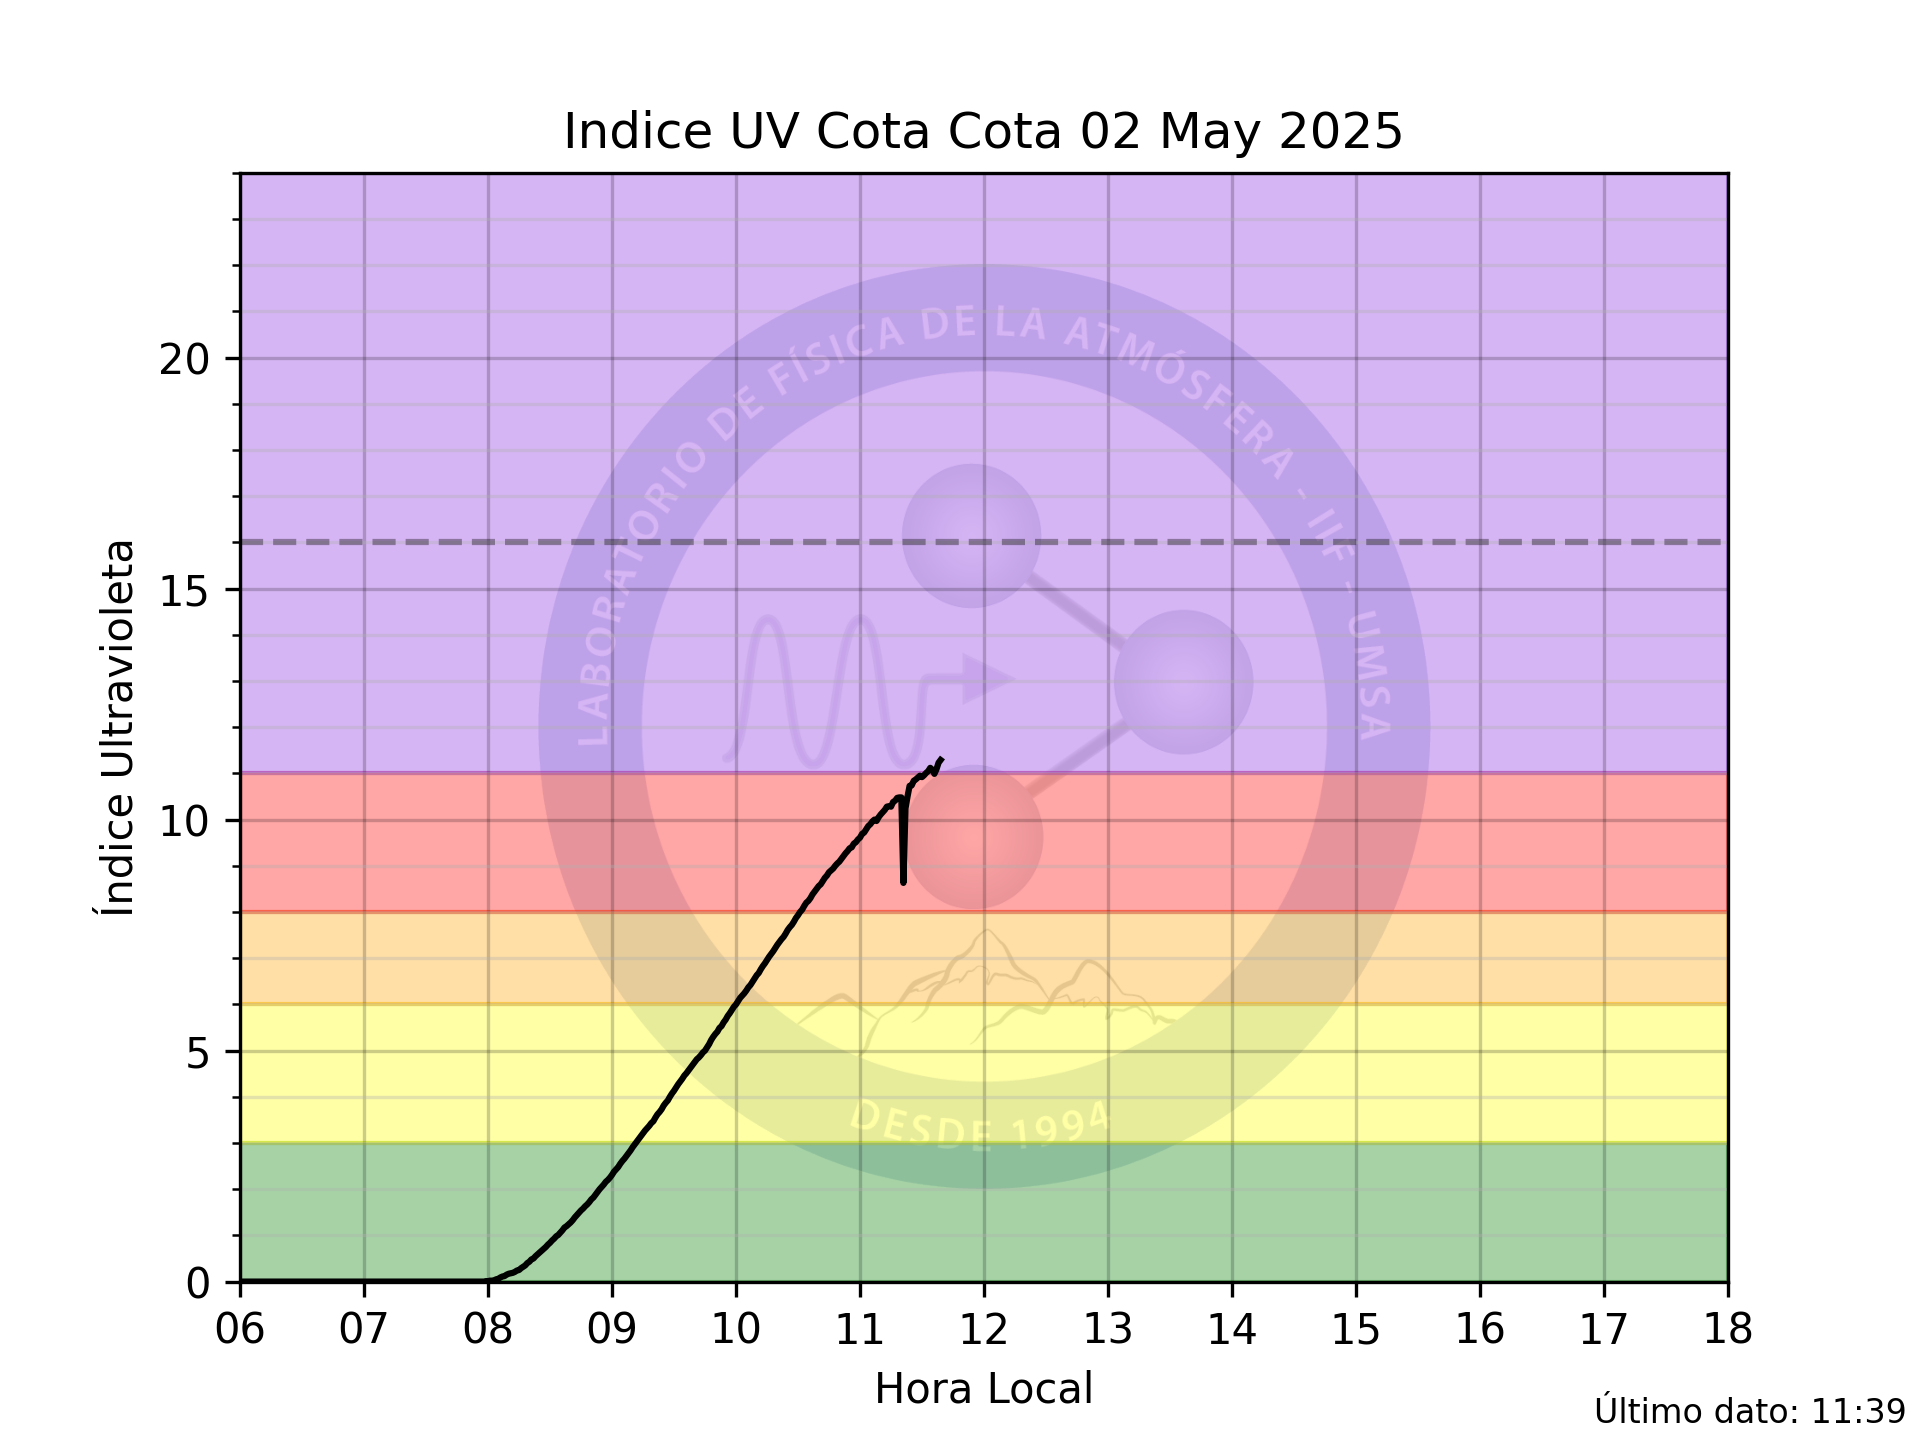 Indice UV Cota Cota 02 May 2025
Índice Ultravioleta
20
15
10
5
0
LABORATORIO DE FÍSICA DE LA ATMÓSFERA - IIF - UMSA
DESDE 1994
06 07 08 09 10 11 12 13 14 15 16 17 18
Hora Local
Último dato: 11:39